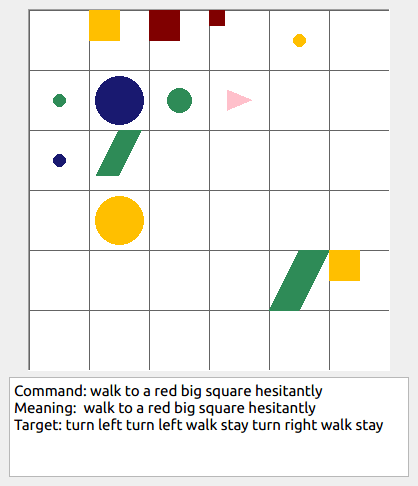 Command: walk to a red big square hesitantly
Meaning:  walk to a red big square hesitantly
Target: turn left turn left walk stay turn right walk stay